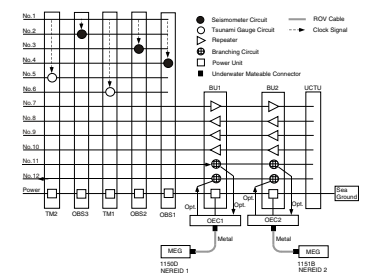 No.1
No.2
No.3
No.4
No.5
No.6
No.7
No.8
No.9
No.10
No.11
No.12
Power
Seismometer Circuit
Tsunami Gauge Circuit
Repeater
Branching Circuit
Power Unit
Underwater Mateable Connector
ROV Cable
Clock Signal
BU1
BU2
UCTU
TM2
OBS3
TM1
OBS2
OBS1
Opt.
Opt.
Opt.
Opt.
Sea
Ground
OEC1
OEC2
Metal
Metal
MEG
MEG
1150D
NEREID 1
1151B
NEREID 2